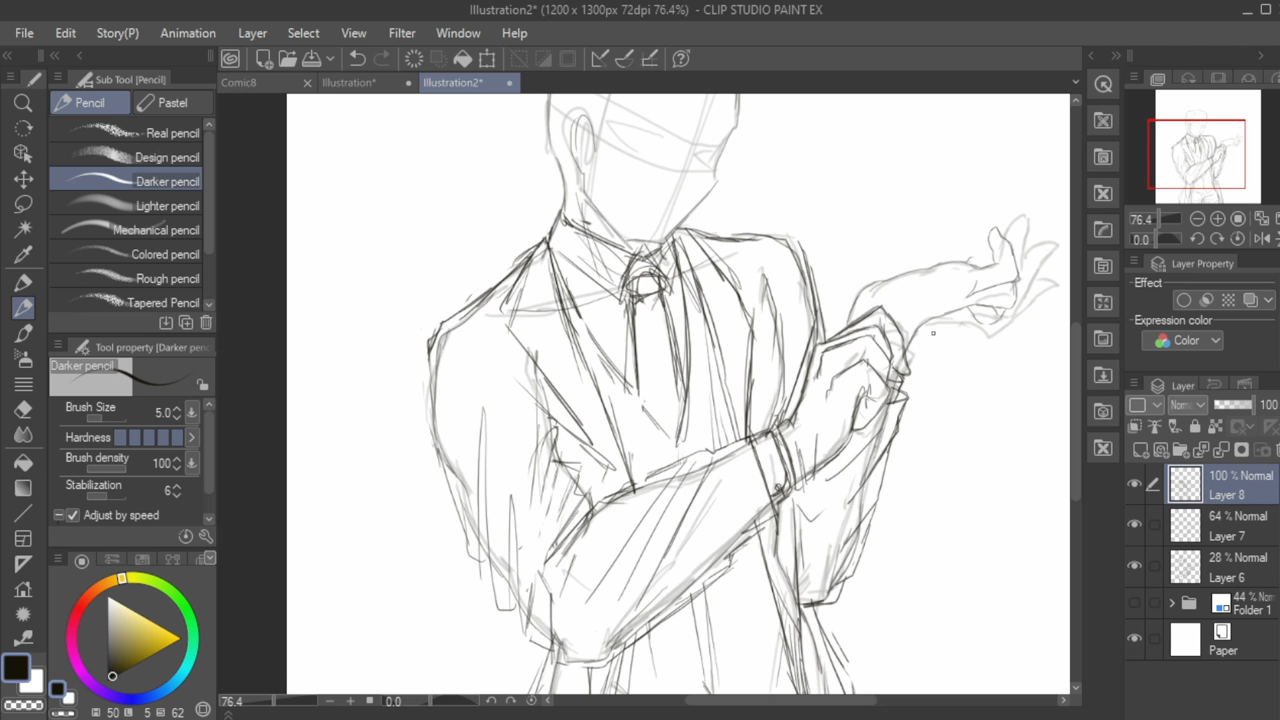 Illustration2* (1200 x 1300px 72dpi 76.4%) - CLIP STUDIO PAINT EX
File Edit Story(P) Animation Layer Select View Filter Window Help
Sub Tool [Pencil]
Comic8
Illustration*
Illustration2*
Pencil
Pastel
Real pencil
Design pencil
Darker pencil
Lighter pencil
Mechanical pencil
Colored pencil
Rough pencil
Tapered Pencil
Tool property [Darker penc
Darker pencil
Brush Size 5.0
Hardness
Brush density 100
Stabilization 6
Adjust by speed
50 L 5 M 62
76.4
0.0
76.4
0.0
Layer Property
Effect
Expression color
Color
Layer
Norm 100
100 % Normal
Layer 8
64 % Normal
Layer 7
28 % Normal
Layer 6
44 % Norm
Folder 1
Paper